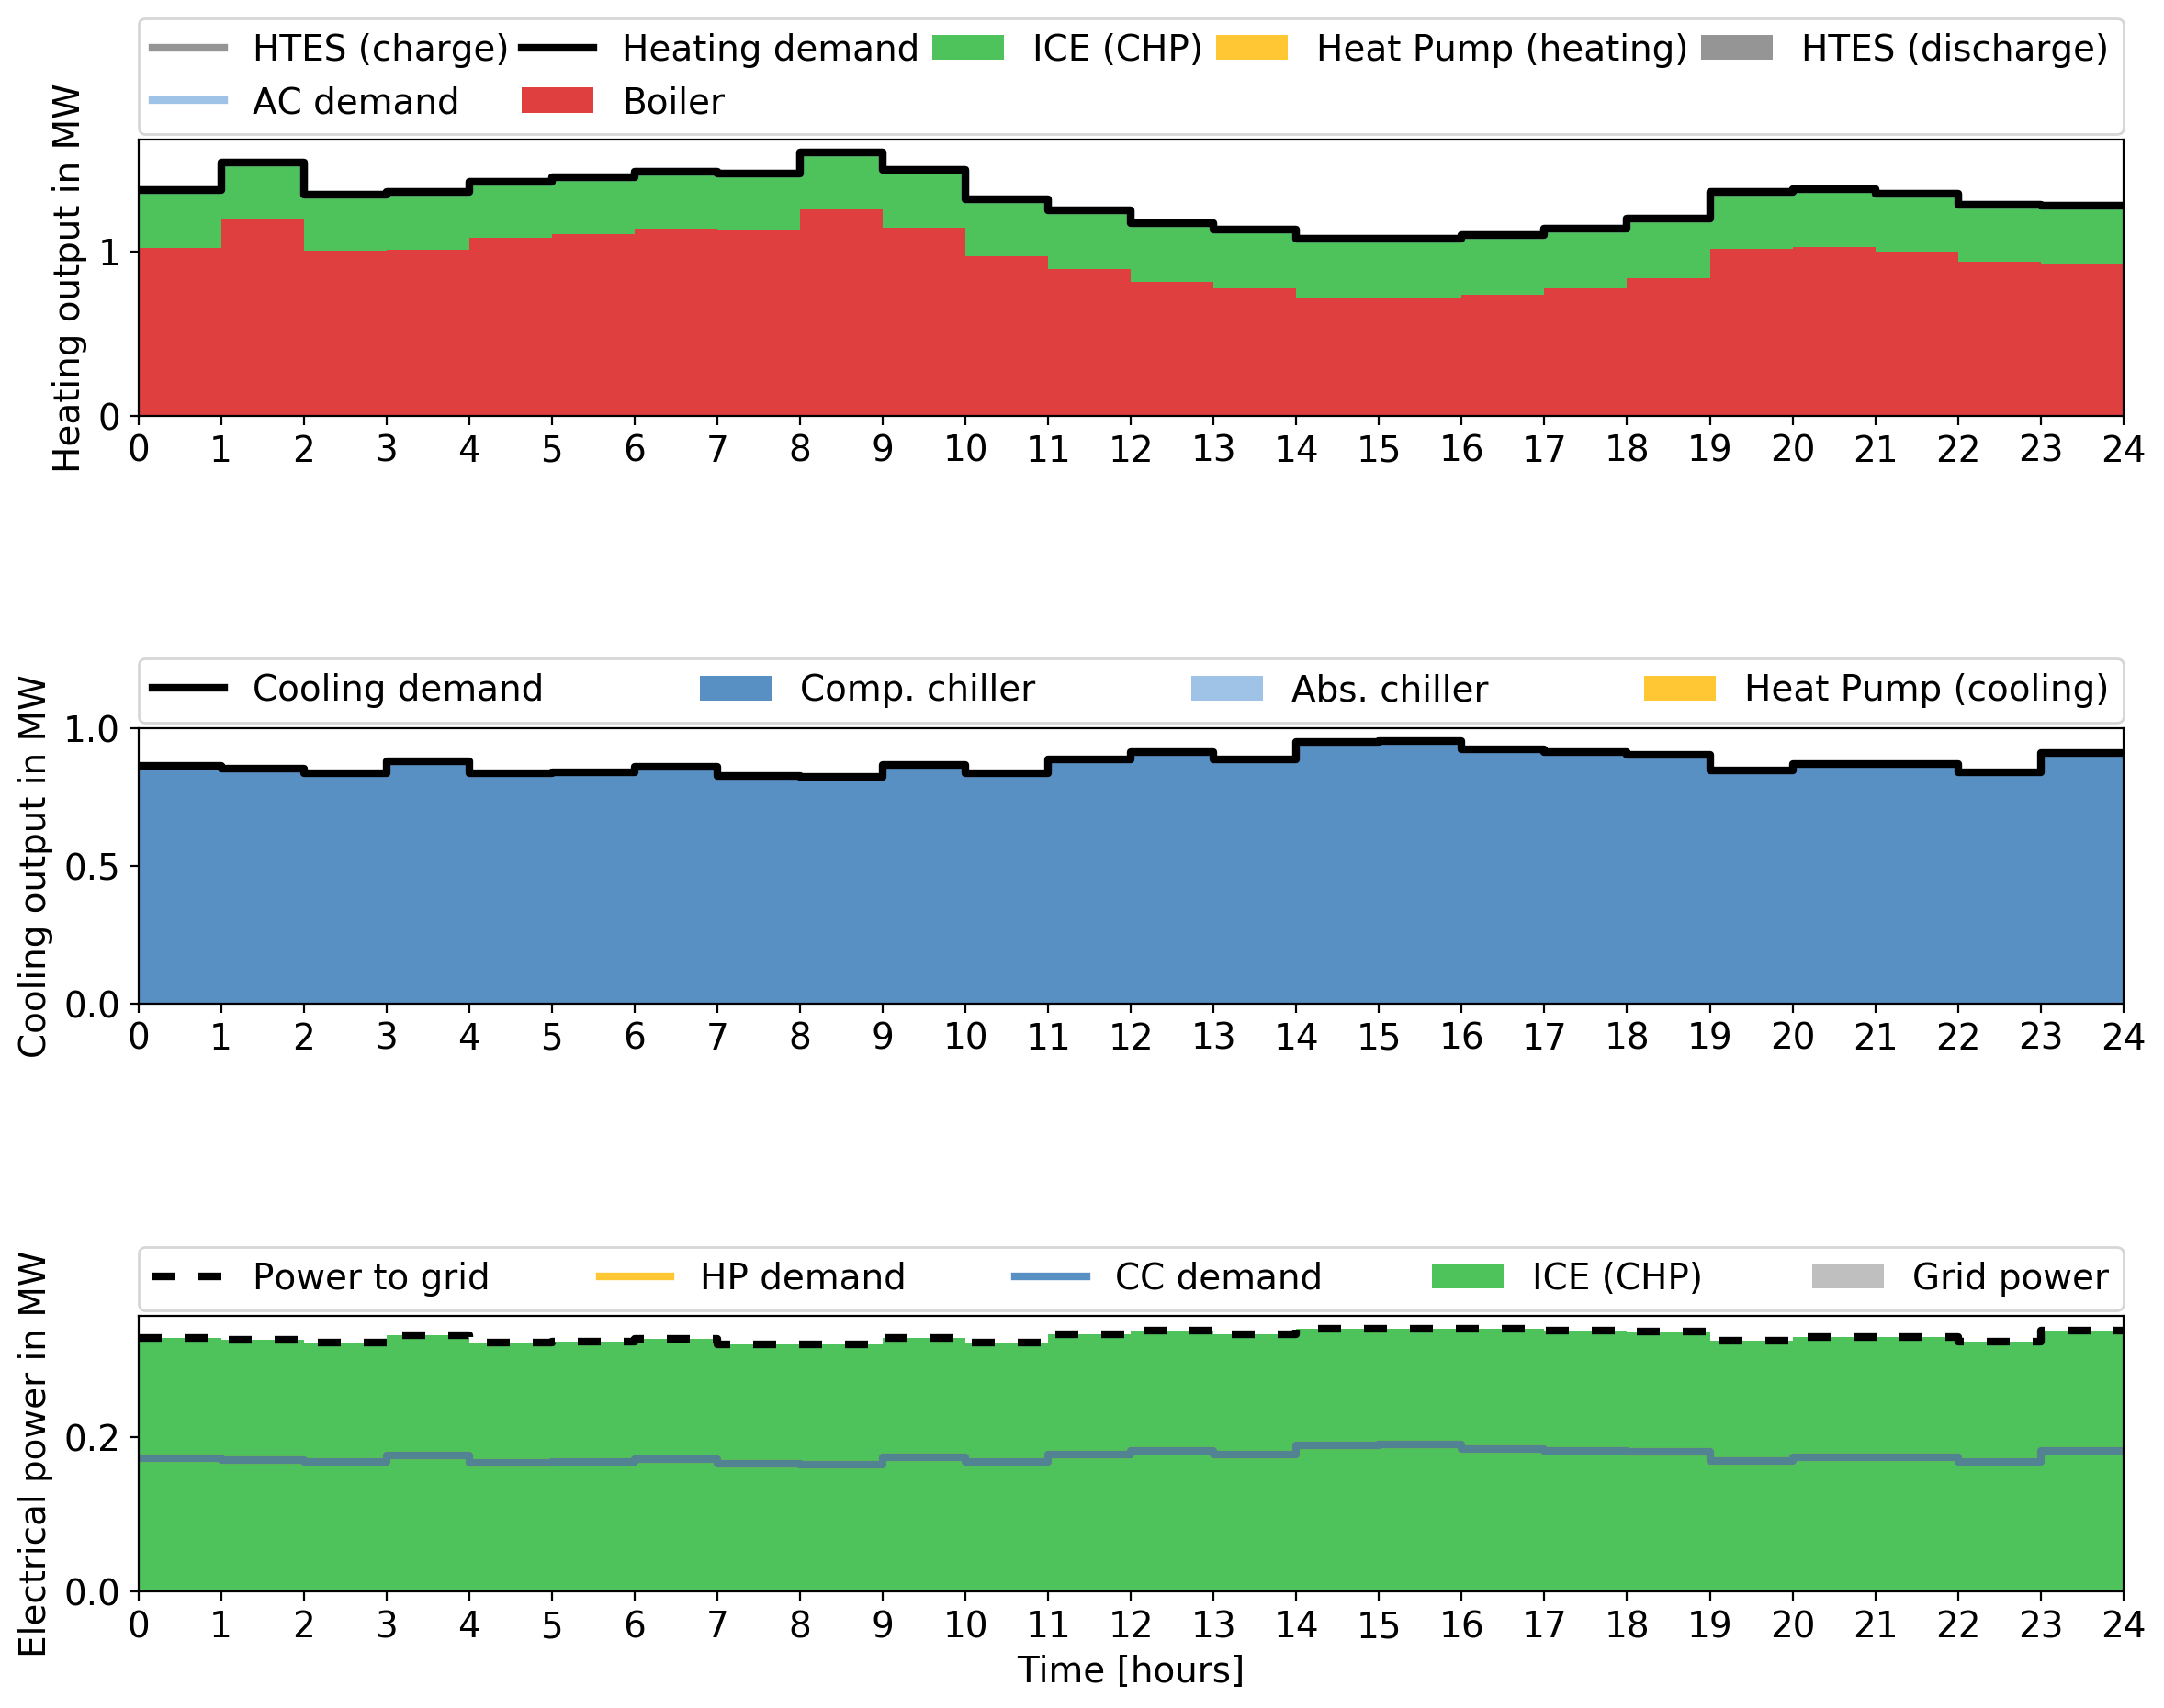 HTES (charge) Heating demand ICE (CHP) Heat Pump (heating) HTES (discharge)
AC demand Boiler
Heating output in MW
1
0
0 1 2 3 4 5 6 7 8 9 10 11 12 13 14 15 16 17 18 19 20 21 22 23 24
Cooling demand Comp. chiller Abs. chiller Heat Pump (cooling)
Cooling output in MW
1.0
0.5
0.0
0 1 2 3 4 5 6 7 8 9 10 11 12 13 14 15 16 17 18 19 20 21 22 23 24
Power to grid HP demand CC demand ICE (CHP) Grid power
Electrical power in MW
0.2
0.0
0 1 2 3 4 5 6 7 8 9 10 11 12 13 14 15 16 17 18 19 20 21 22 23 24
Time [hours]